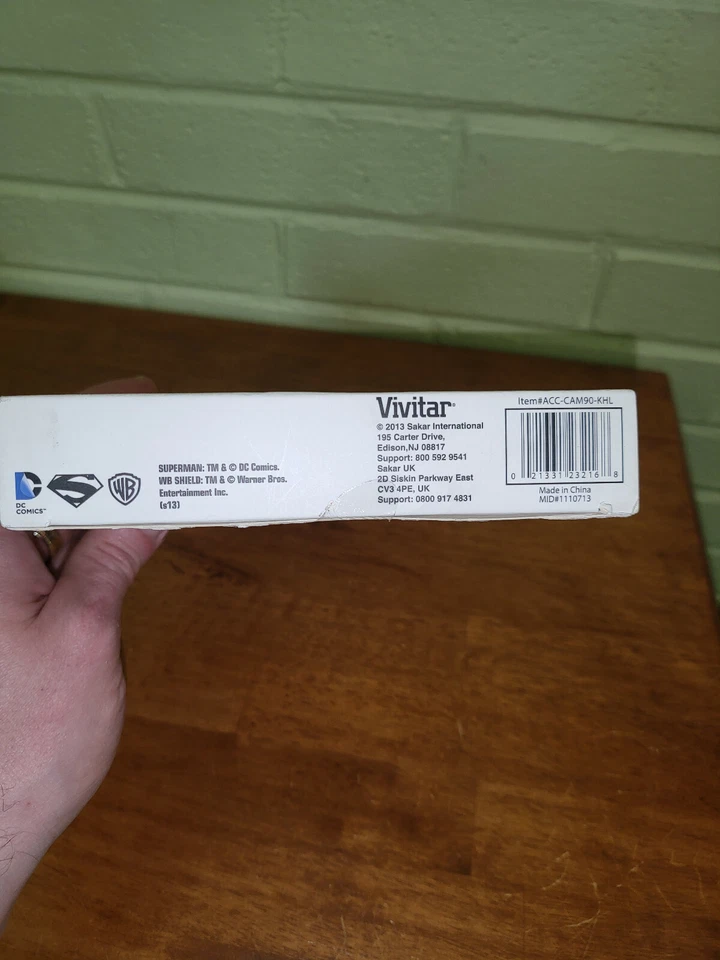 DC
COMICS™
WB
SUPERMAN: TM & © DC Comics.
WB SHIELD: TM & © Warner Bros.
Entertainment Inc.
(s13)
Vivitar®
© 2013 Sakar International
195 Carter Drive,
Edison,NJ 08817
Support: 800 592 9541
Sakar UK
2D Siskin Parkway East
CV3 4PE, UK
Support: 0800 917 4831
Item#ACC-CAM90-KHL
0 21331 23216 8
Made in China
MID#1110713